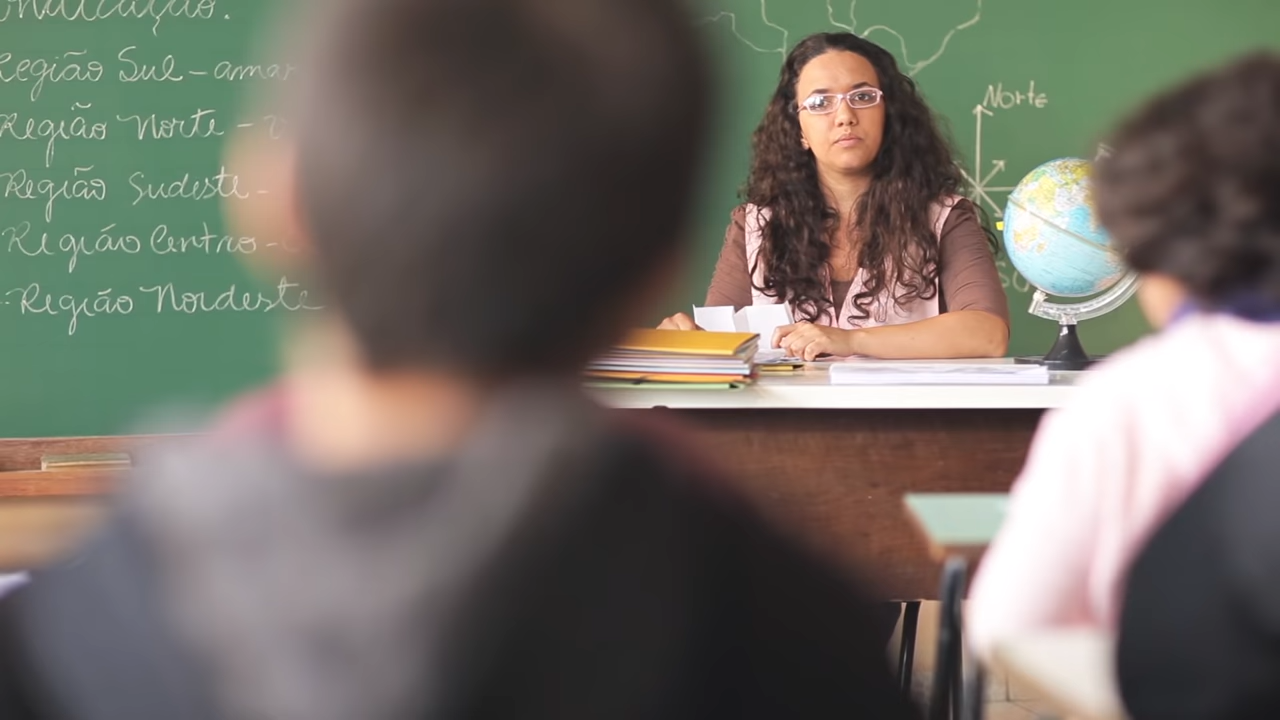 Região Sul - amar
Região Norte -
Região Sudeste -
Região Centro-
- Região Nordeste
Norte